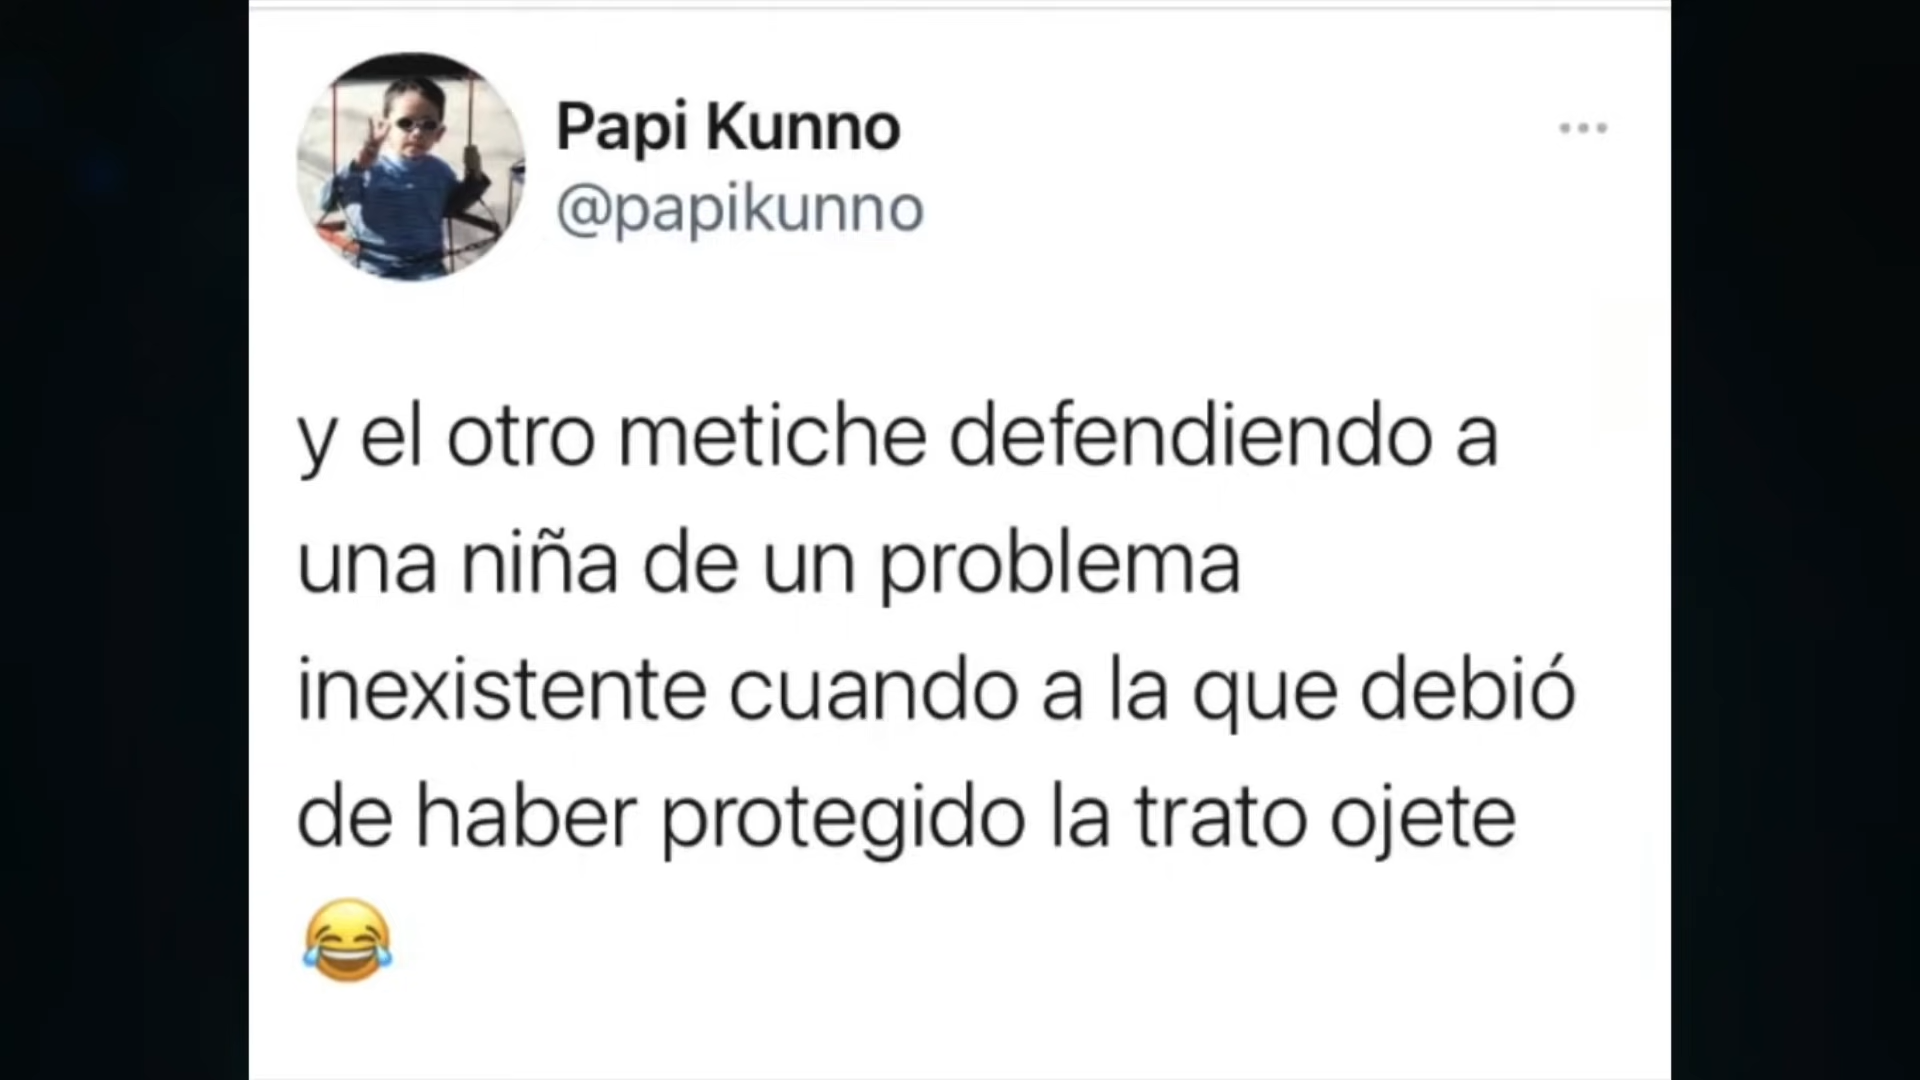 Papi Kunno
@papikunno
y el otro metiche defendiendo a
una niña de un problema
inexistente cuando a la que debió
de haber protegido la trato ojete
😂